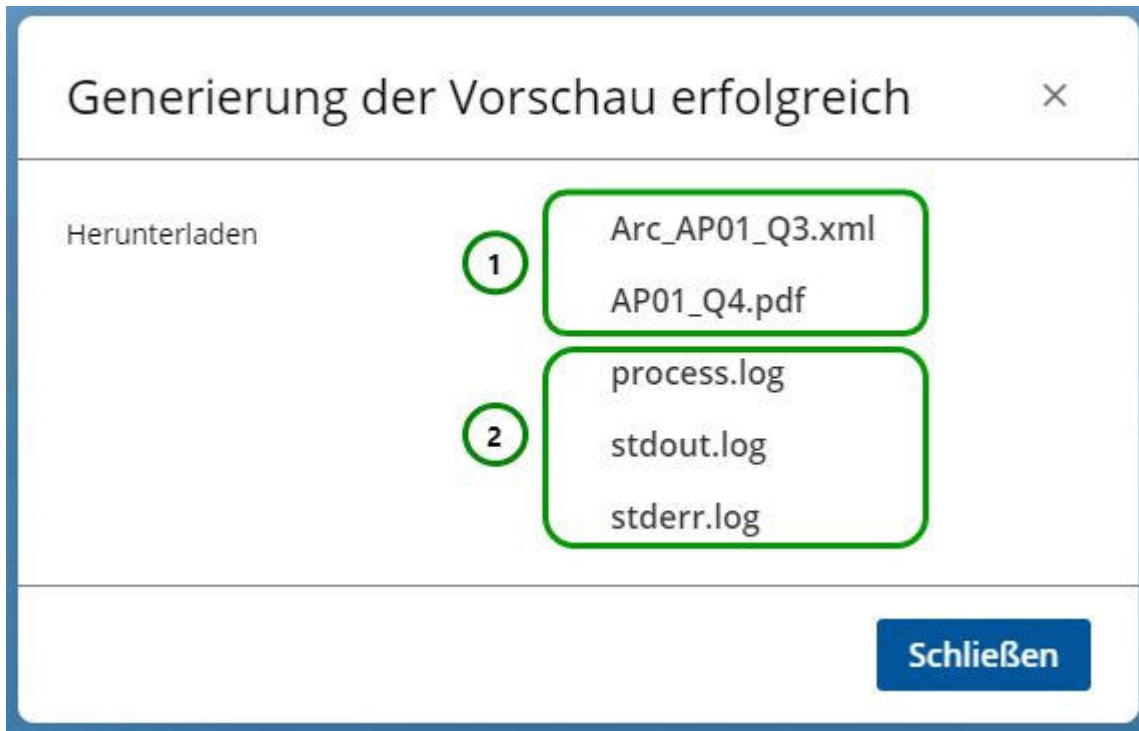 Generierung der Vorschau erfolgreich
Herunterladen
1
Arc_AP01_Q3.xml
AP01_Q4.pdf
2
process.log
stdout.log
stderr.log
Schließen